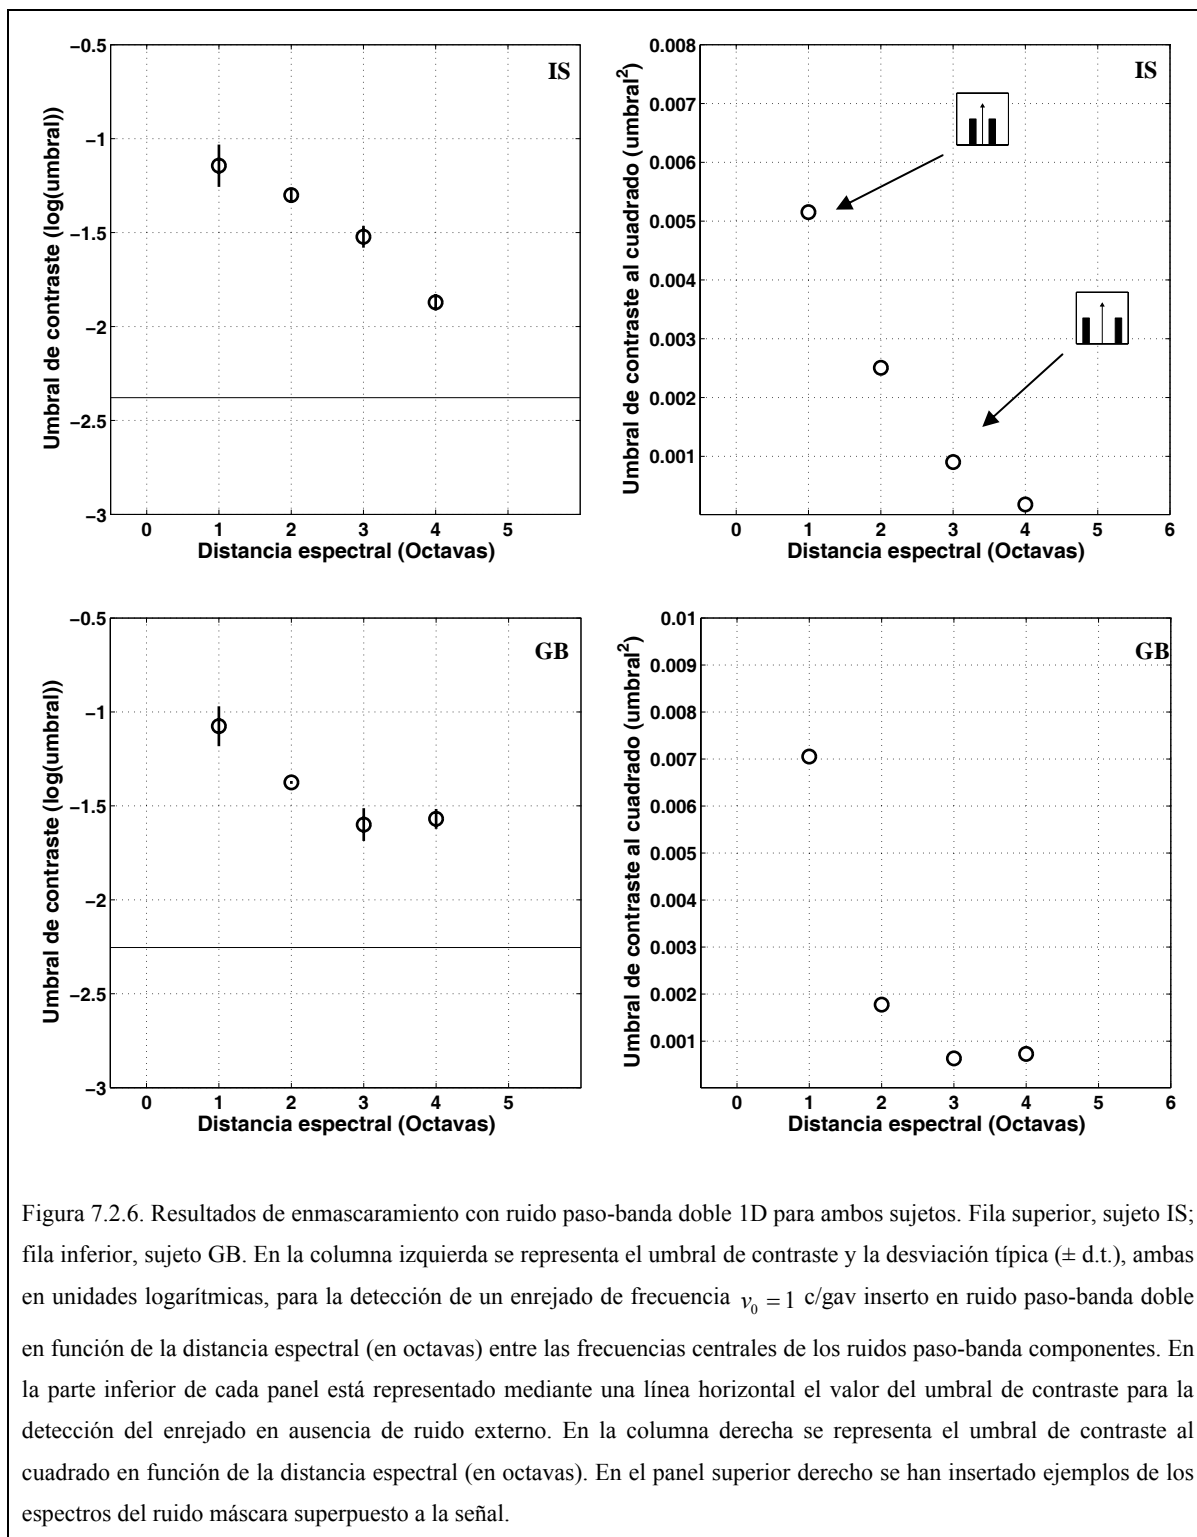 −0.5
−1
−1.5
−2
−2.5
−3
0 1 2 3 4 5
Umbral de contraste (log(umbral))
Distancia espectral (Octavas)
IS
0.008
0.007
0.006
0.005
0.004
0.003
0.002
0.001
0 1 2 3 4 5 6
Umbral de contraste al cuadrado (umbral²)
Distancia espectral (Octavas)
IS
−0.5
−1
−1.5
−2
−2.5
−3
0 1 2 3 4 5
Umbral de contraste (log(umbral))
Distancia espectral (Octavas)
GB
0.01
0.009
0.008
0.007
0.006
0.005
0.004
0.003
0.002
0.001
0 1 2 3 4 5 6
Umbral de contraste al cuadrado (umbral²)
Distancia espectral (Octavas)
GB
Figura 7.2.6. Resultados de enmascaramiento con ruido paso-banda doble 1D para ambos sujetos. Fila superior, sujeto IS;
fila inferior, sujeto GB. En la columna izquierda se representa el umbral de contraste y la desviación típica (± d.t.), ambas
en unidades logarítmicas, para la detección de un enrejado de frecuencia ν₀ = 1 c/gav inserto en ruido paso-banda doble
en función de la distancia espectral (en octavas) entre las frecuencias centrales de los ruidos paso-banda componentes. En
la parte inferior de cada panel está representado mediante una línea horizontal el valor del umbral de contraste para la
detección del enrejado en ausencia de ruido externo. En la columna derecha se representa el umbral de contraste al
cuadrado en función de la distancia espectral (en octavas). En el panel superior derecho se han insertado ejemplos de los
espectros del ruido máscara superpuesto a la señal.